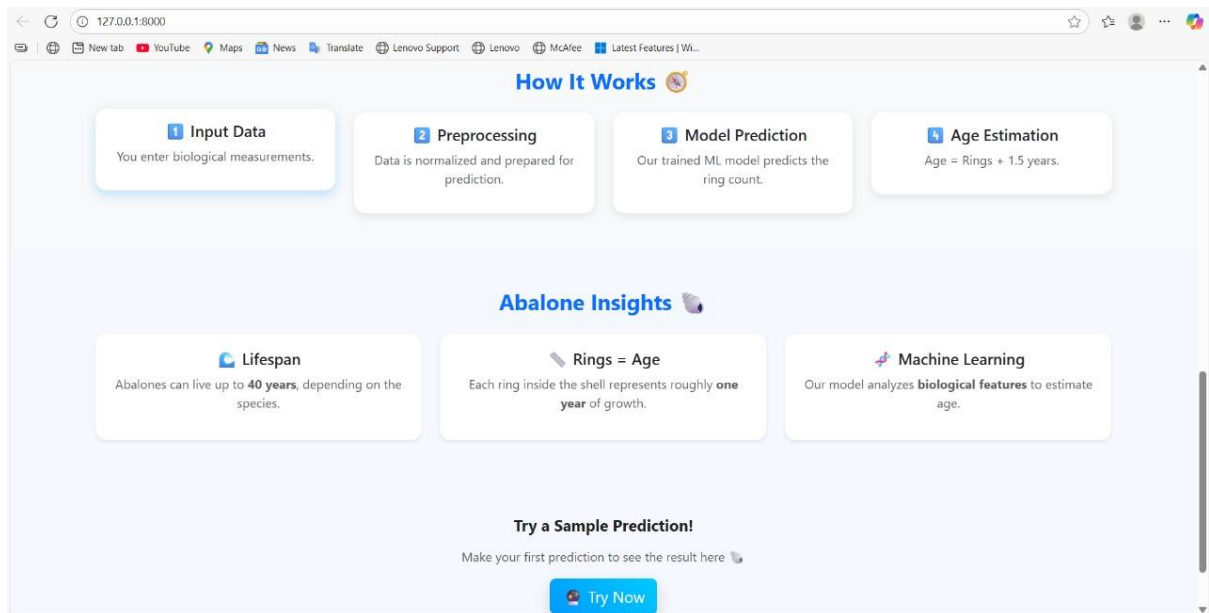 127.0.0.1:8000
New tab YouTube Maps News Translate Lenovo Support Lenovo McAfee Latest Features | Wi...
How It Works
1 Input Data
You enter biological measurements.
2 Preprocessing
Data is normalized and prepared for
prediction.
3 Model Prediction
Our trained ML model predicts the
ring count.
4 Age Estimation
Age = Rings + 1.5 years.
Abalone Insights
Lifespan
Abalones can live up to 40 years, depending on the
species.
Rings = Age
Each ring inside the shell represents roughly one
year of growth.
Machine Learning
Our model analyzes biological features to estimate
age.
Try a Sample Prediction!
Make your first prediction to see the result here
Try Now